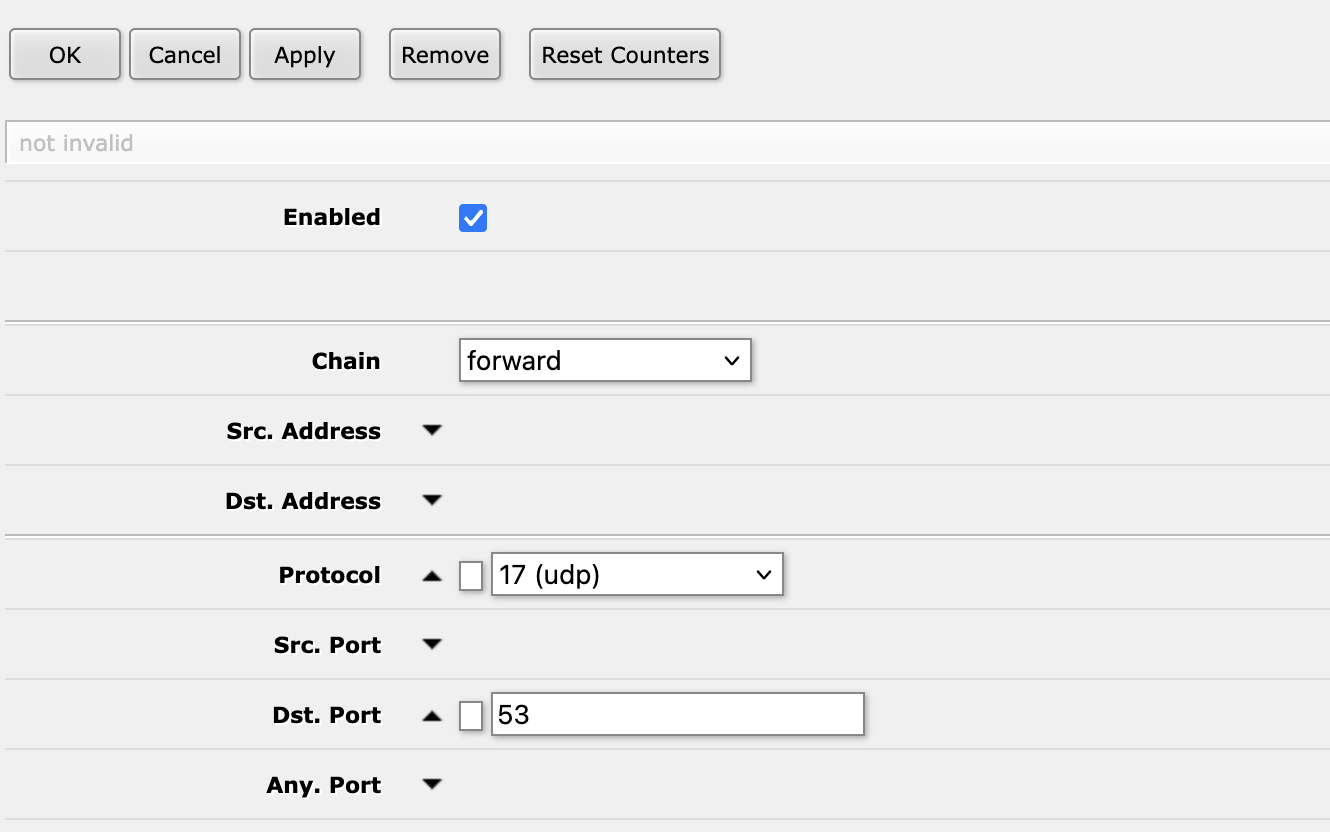 OK Cancel Apply Remove Reset Counters
not invalid
Enabled
Chain forward
Src. Address
Dst. Address
Protocol 17 (udp)
Src. Port
Dst. Port 53
Any. Port